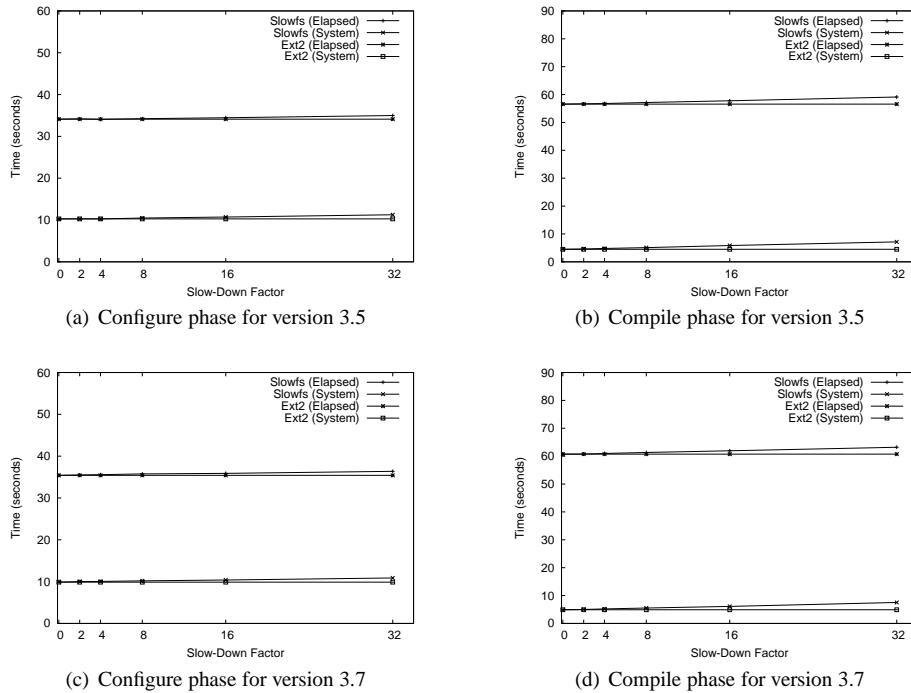 60
50
40
30
20
10
0
Time (seconds)
0 2 4 8 16 32
Slow-Down Factor
Slowfs (Elapsed)
Slowfs (System)
Ext2 (Elapsed)
Ext2 (System)
(a) Configure phase for version 3.5
90
80
70
60
50
40
30
20
10
0
Time (seconds)
0 2 4 8 16 32
Slow-Down Factor
Slowfs (Elapsed)
Slowfs (System)
Ext2 (Elapsed)
Ext2 (System)
(b) Compile phase for version 3.5
60
50
40
30
20
10
0
Time (seconds)
0 2 4 8 16 32
Slow-Down Factor
Slowfs (Elapsed)
Slowfs (System)
Ext2 (Elapsed)
Ext2 (System)
(c) Configure phase for version 3.7
90
80
70
60
50
40
30
20
10
0
Time (seconds)
0 2 4 8 16 32
Slow-Down Factor
Slowfs (Elapsed)
Slowfs (System)
Ext2 (Elapsed)
Ext2 (System)
(d) Compile phase for version 3.7